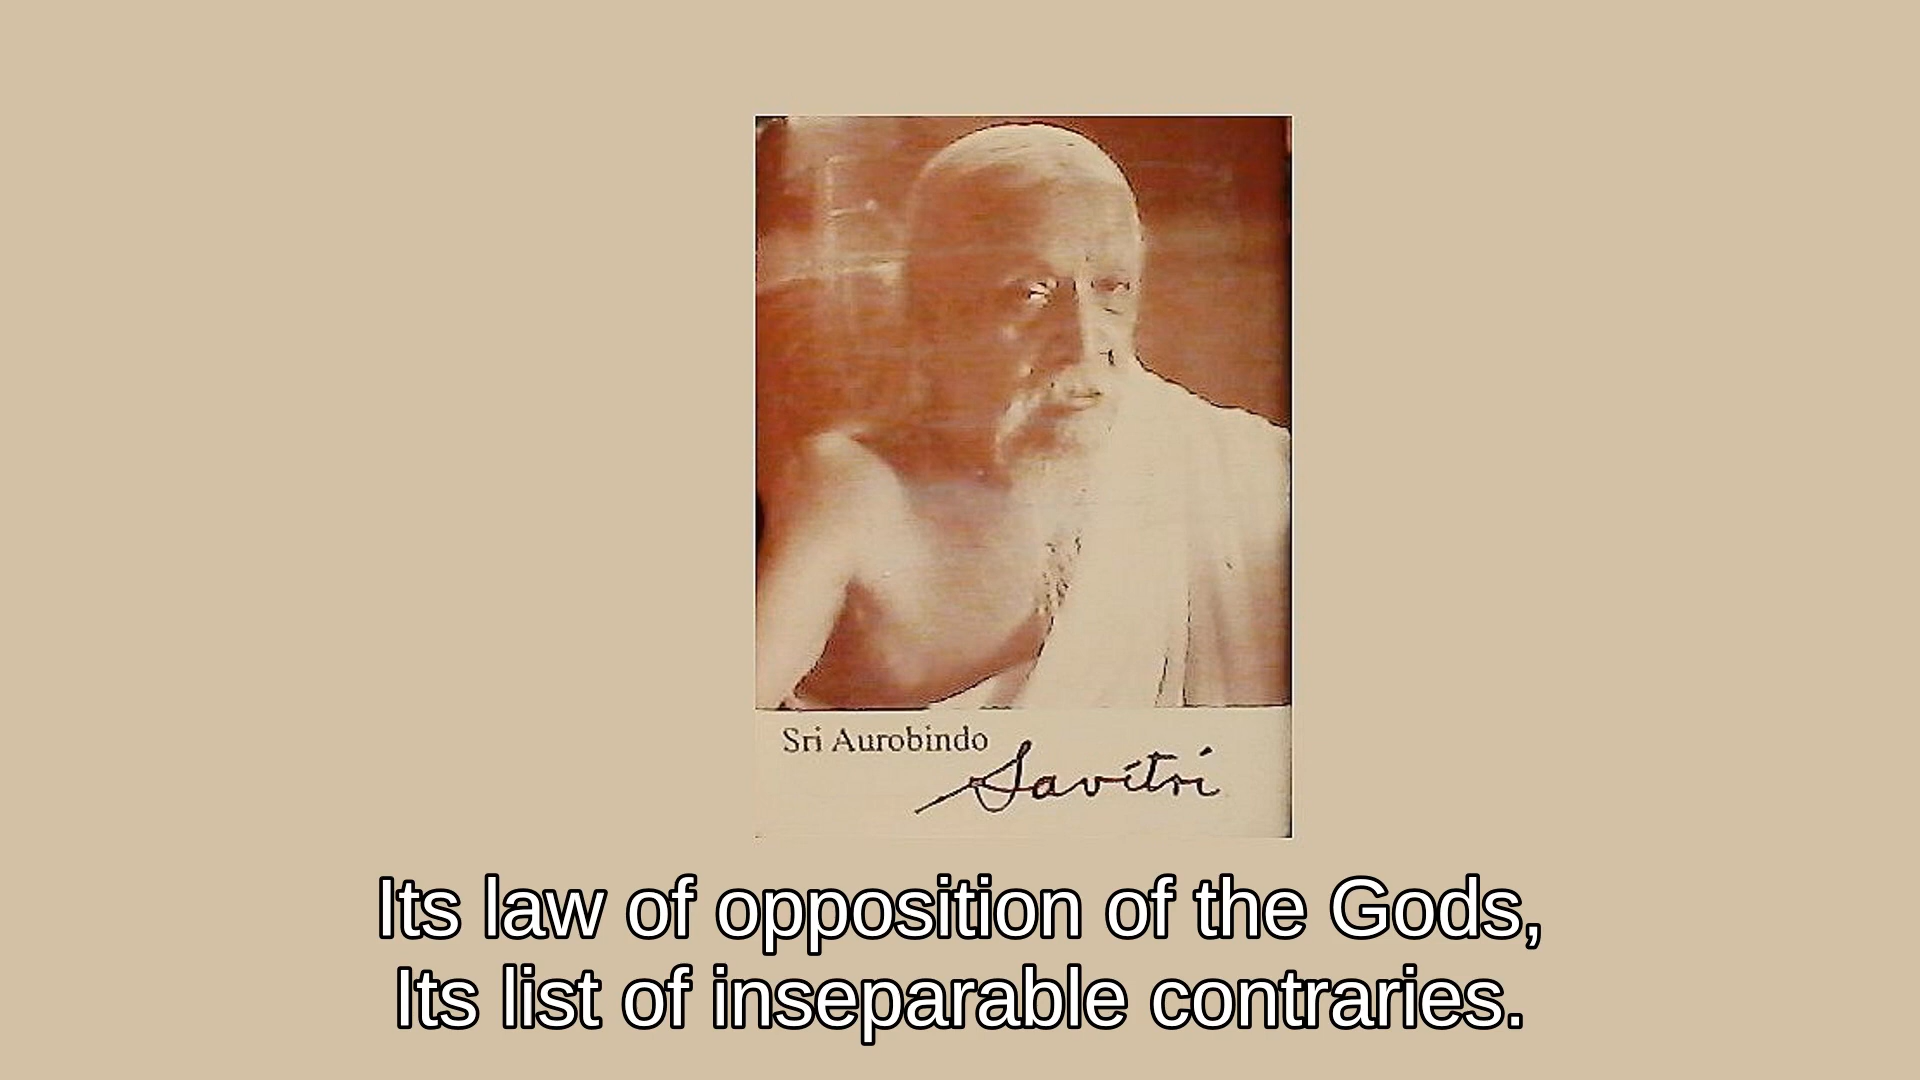 Sri Aurobindo
Savitri
Its law of opposition of the Gods,
Its list of inseparable contraries.